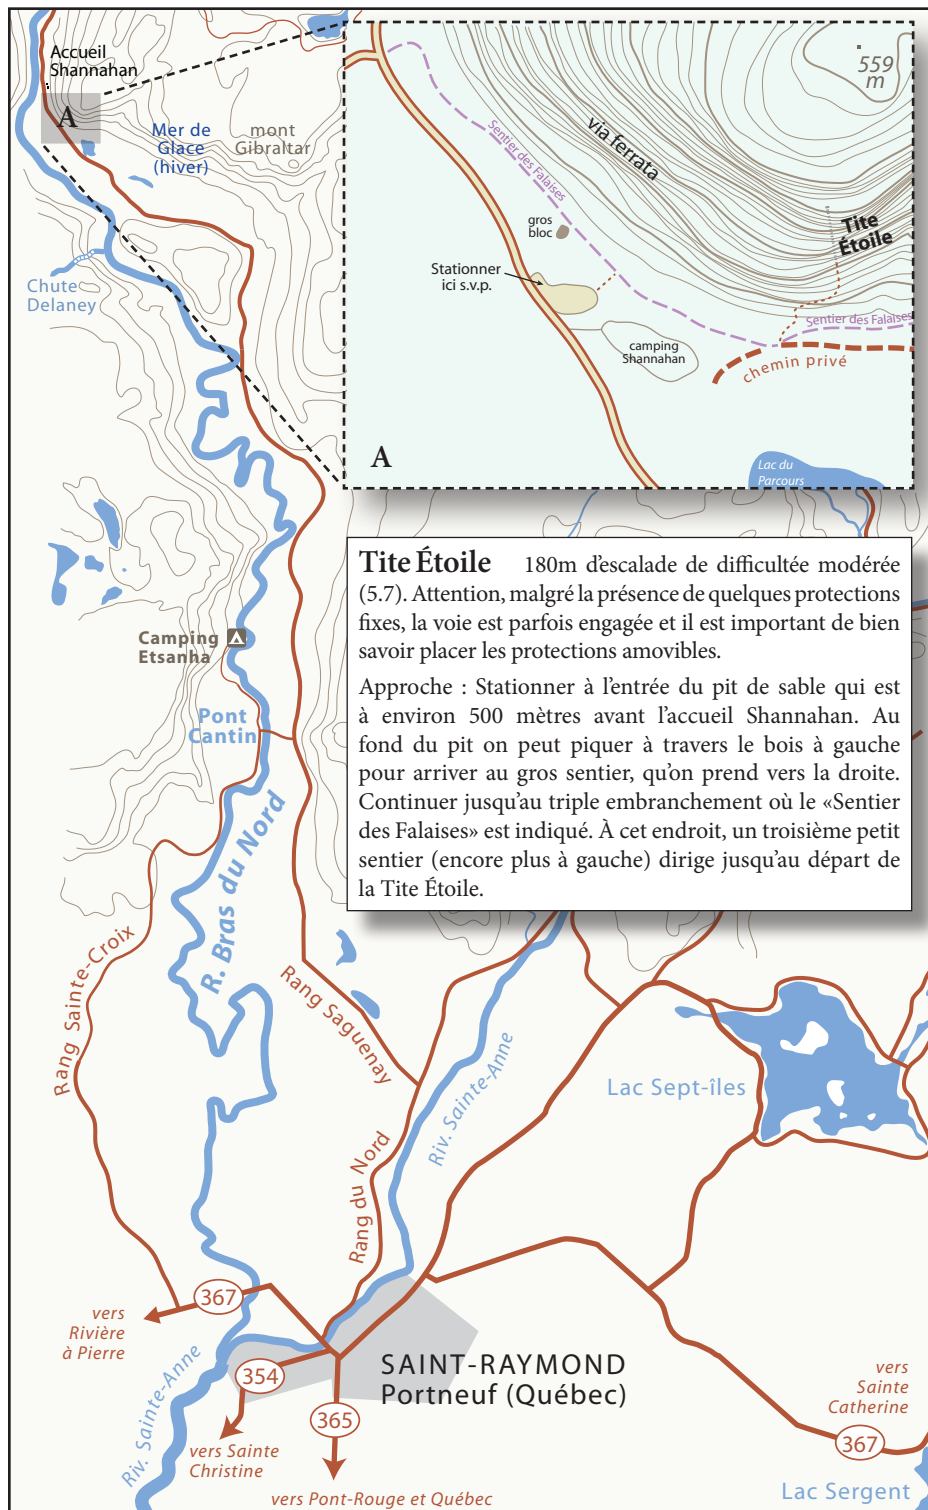 Accueil
Shannahan
A
Mer de
Glace
(hiver)
mont
Gibraltar
Chute
Delaney
559
m
via ferrata
Sentier des Falaises
gros
bloc
Tite
Étoile
Stationner
ici s.v.p.
Sentier des Falaises
camping
Shannahan
chemin privé
A
Lac du
Parcours
Tite Étoile 180m d'escalade de difficultée modérée
(5.7). Attention, malgré la présence de quelques protections
fixes, la voie est parfois engagée et il est important de bien
savoir placer les protections amovibles.
Approche : Stationner à l'entrée du pit de sable qui est
à environ 500 mètres avant l'accueil Shannahan. Au
fond du pit on peut piquer à travers le bois à gauche
pour arriver au gros sentier, qu'on prend vers la droite.
Continuer jusqu'au triple embranchement où le «Sentier
des Falaises» est indiqué. À cet endroit, un troisième petit
sentier (encore plus à gauche) dirige jusqu'au départ de
la Tite Étoile.
Camping
Etsanha
Pont
Cantin
R. Bras du Nord
Rang Sainte-Croix
Rang Saguenay
Riv. Sainte-Anne
Lac Sept-îles
Rang du Nord
367
vers
Rivière
à Pierre
SAINT-RAYMOND
Portneuf (Québec)
354
365
Riv. Sainte-Anne
vers Sainte
Christine
vers Pont-Rouge et Québec
vers
Sainte
Catherine
367
Lac Sergent